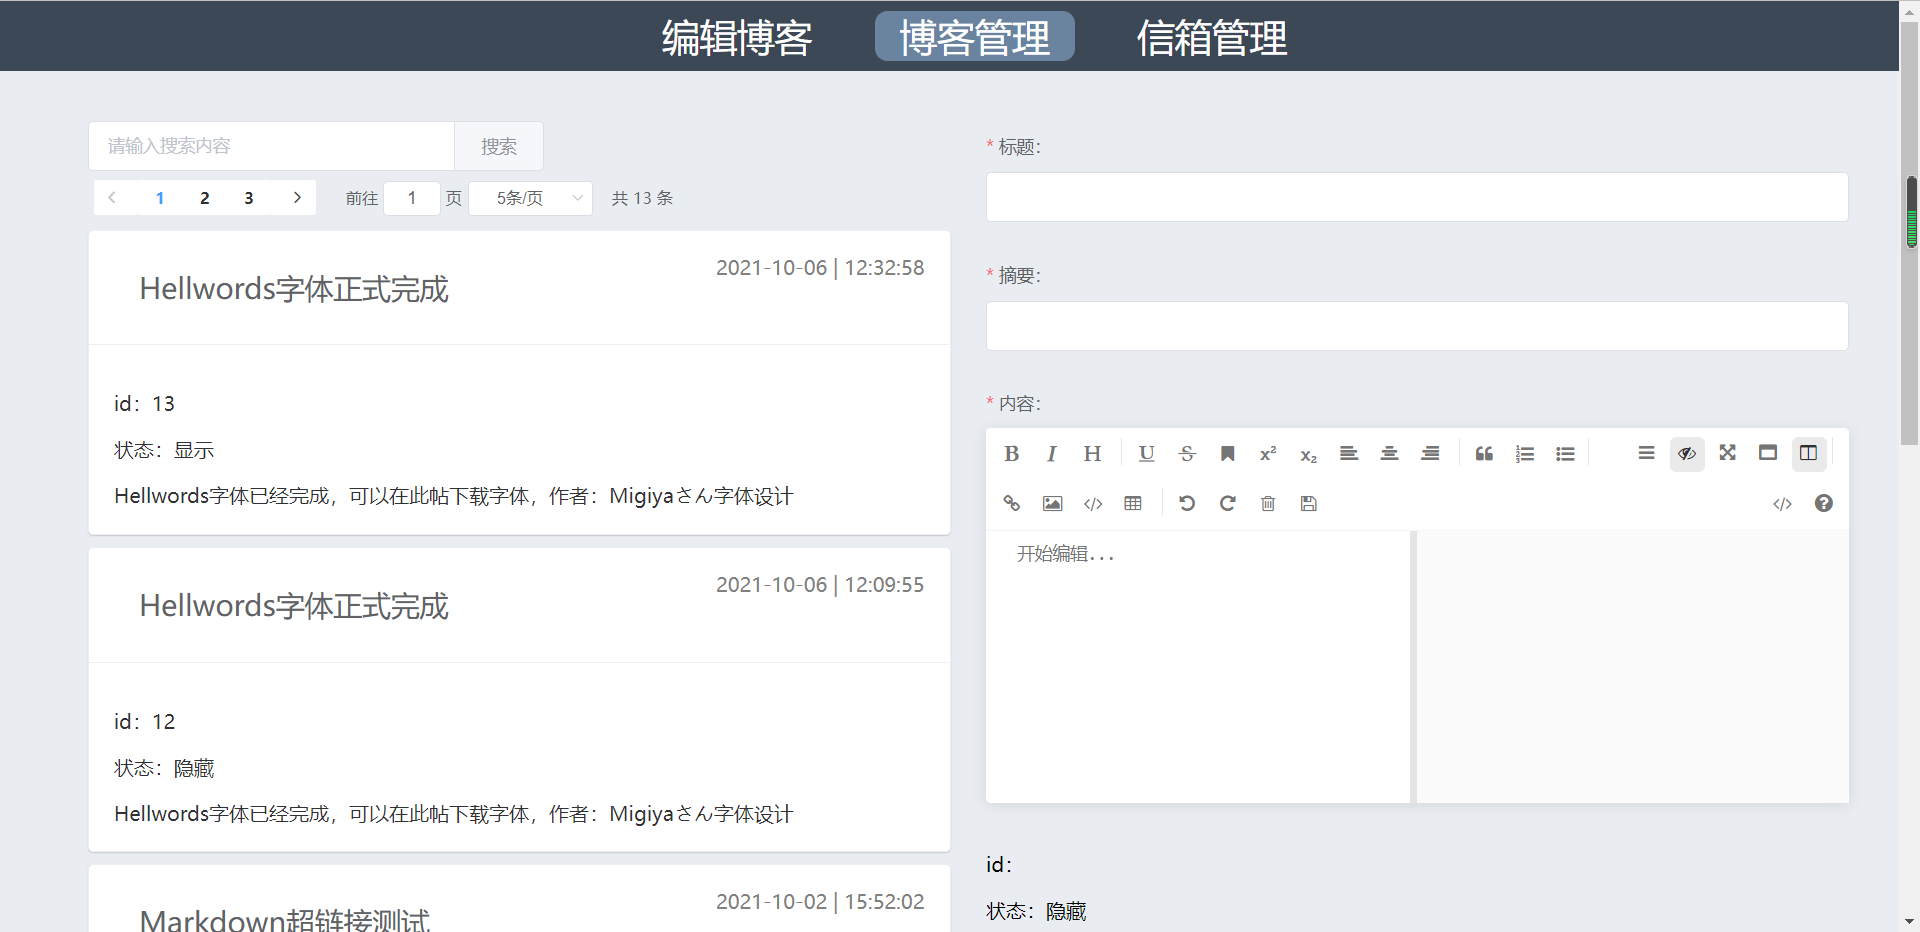 编辑博客 博客管理 信箱管理
请输入搜索内容 搜索
1 2 3 前往 1 页 5条/页 共 13 条
Hellwords字体正式完成 2021-10-06 | 12:32:58
id：13
状态：显示
Hellwords字体已经完成，可以在此帖下载字体，作者：Migiyaさん字体设计
Hellwords字体正式完成 2021-10-06 | 12:09:55
id：12
状态：隐藏
Hellwords字体已经完成，可以在此帖下载字体，作者：Migiyaさん字体设计
Markdown超链接测试 2021-10-02 | 15:52:02
* 标题：
* 摘要：
* 内容：
开始编辑...
id：
状态：隐藏